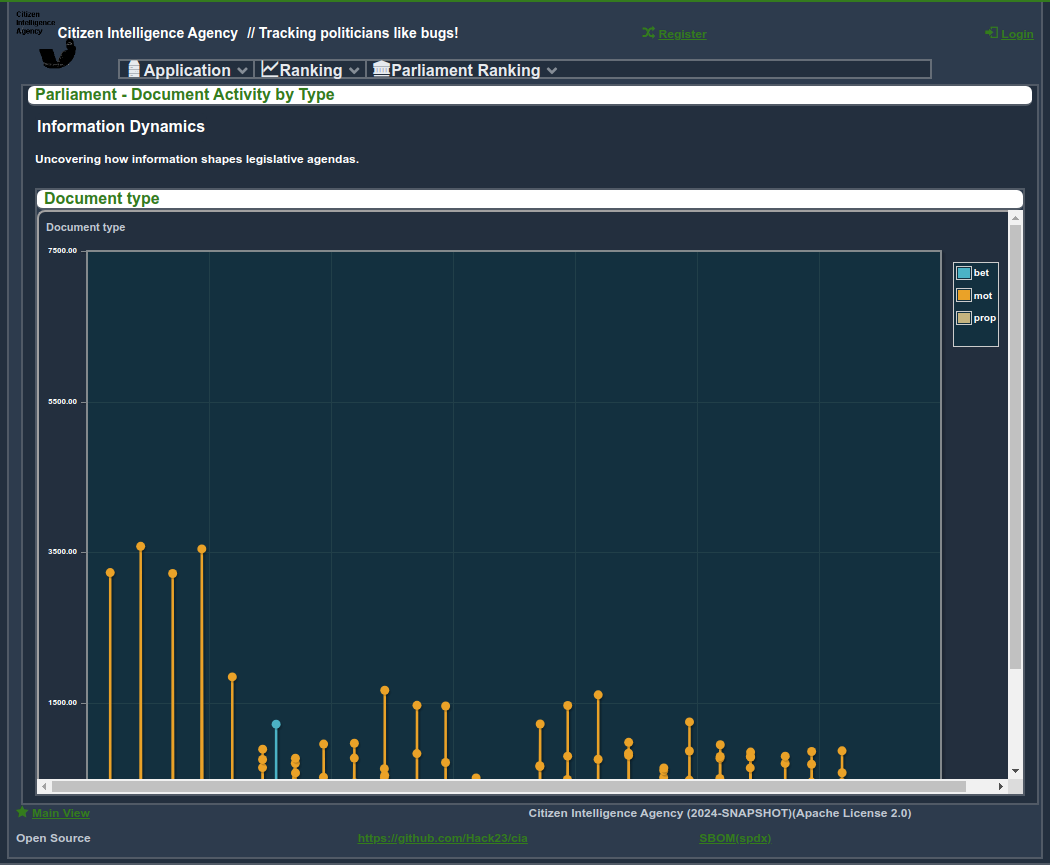 Citizen
Intelligence
Agency
Citizen Intelligence Agency // Tracking politicians like bugs!
Register
Login
Application
Ranking
Parliament Ranking
Parliament - Document Activity by Type
Information Dynamics
Uncovering how information shapes legislative agendas.
Document type
Document type
7500.00
5500.00
3500.00
1500.00
bet
mot
prop
Main View
Citizen Intelligence Agency (2024-SNAPSHOT)(Apache License 2.0)
Open Source
https://github.com/Hack23/cia
SBOM(spdx)